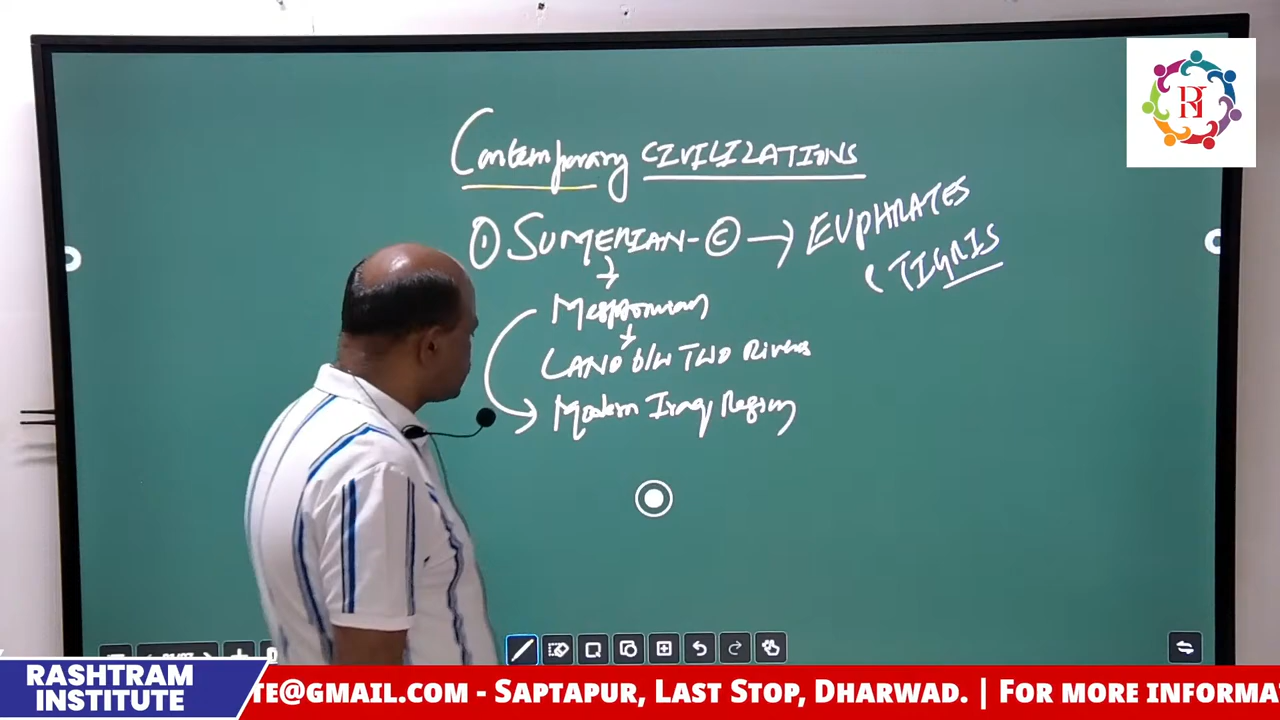 Contemporary CIVILIZATIONS
① SUMERIAN - Ⓒ → EUPHRATES
( TIGRIS
LAND b/w TWO Rivers
Modern Iraq Region
RI
RASHTRAM
INSTITUTE
TE@GMAIL.COM - SAPTAPUR, LAST STOP, DHARWAD. | FOR MORE INFORMA